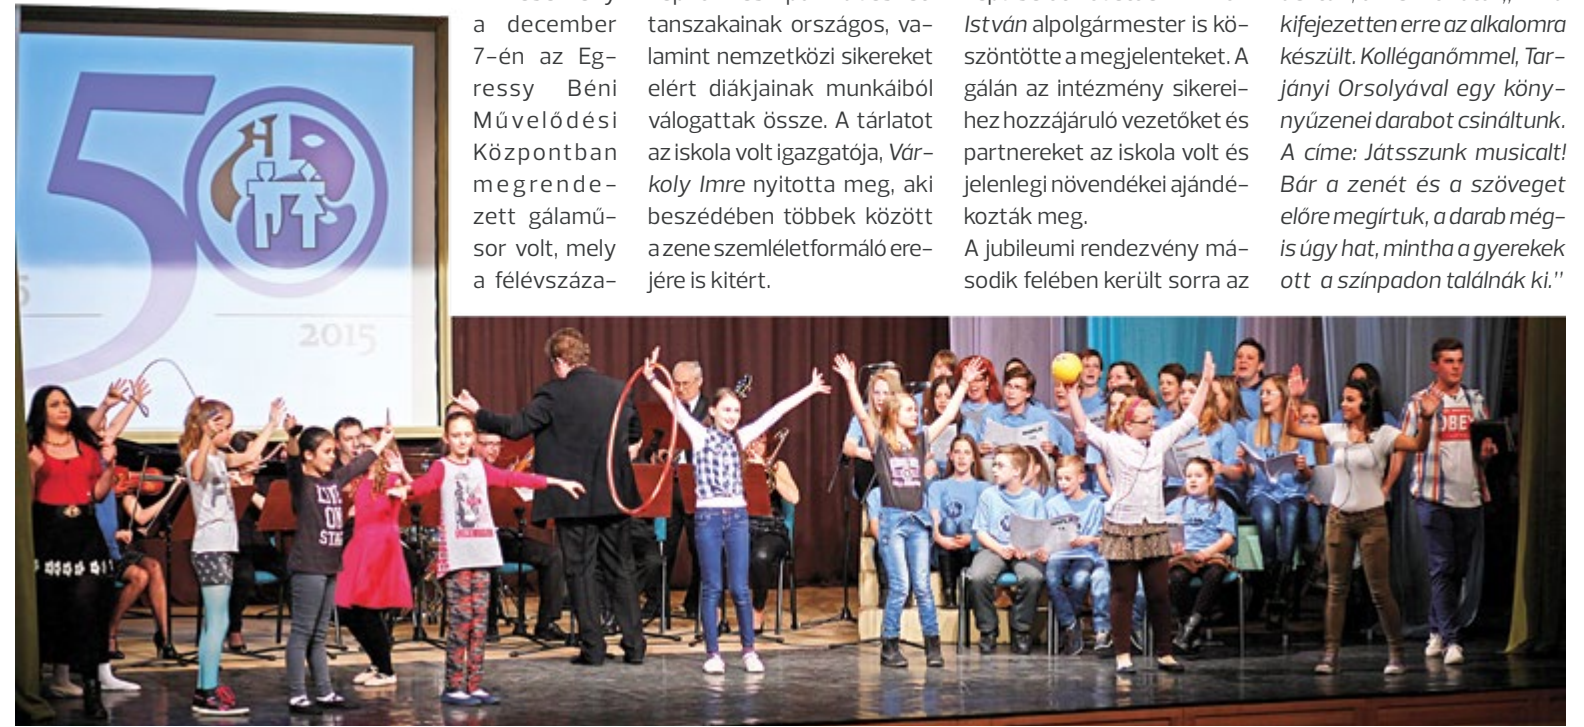 a december
7-én az Eg-
ressy Béni
Művelődési
Központban
megrende-
zett gálamű-
sor volt, mely
a félévszáza-
tanszakainak országos, va-
lamint nemzetközi sikereket
elért diákjainak munkáiból
válogattak össze. A tárlatot
az iskola volt igazgatója, Vár-
koly Imre nyitotta meg, aki
beszédében többek között
a zene szemléletformáló ere-
jére is kitért.
István alpolgármester is kö-
szöntötte a megjelenteket. A
gálán az intézmény sikerei-
hez hozzájáruló vezetőket és
partnereket az iskola volt és
jelenlegi növendékei ajándé-
kozták meg.
A jubileumi rendezvény má-
sodik felében került sorra az
kifejezetten erre az alkalomra
készült. Kolléganőmmel, Tar-
jányi Orsolyával egy köny-
nyűzenei darabot csináltunk.
A címe: Játsszunk musicalt!
Bár a zenét és a szöveget
előre megírtuk, a darab még-
is úgy hat, mintha a gyerekek
ott a színpadon találnák ki.”
50
2015
LIVE
ON
STAGE
OBEY